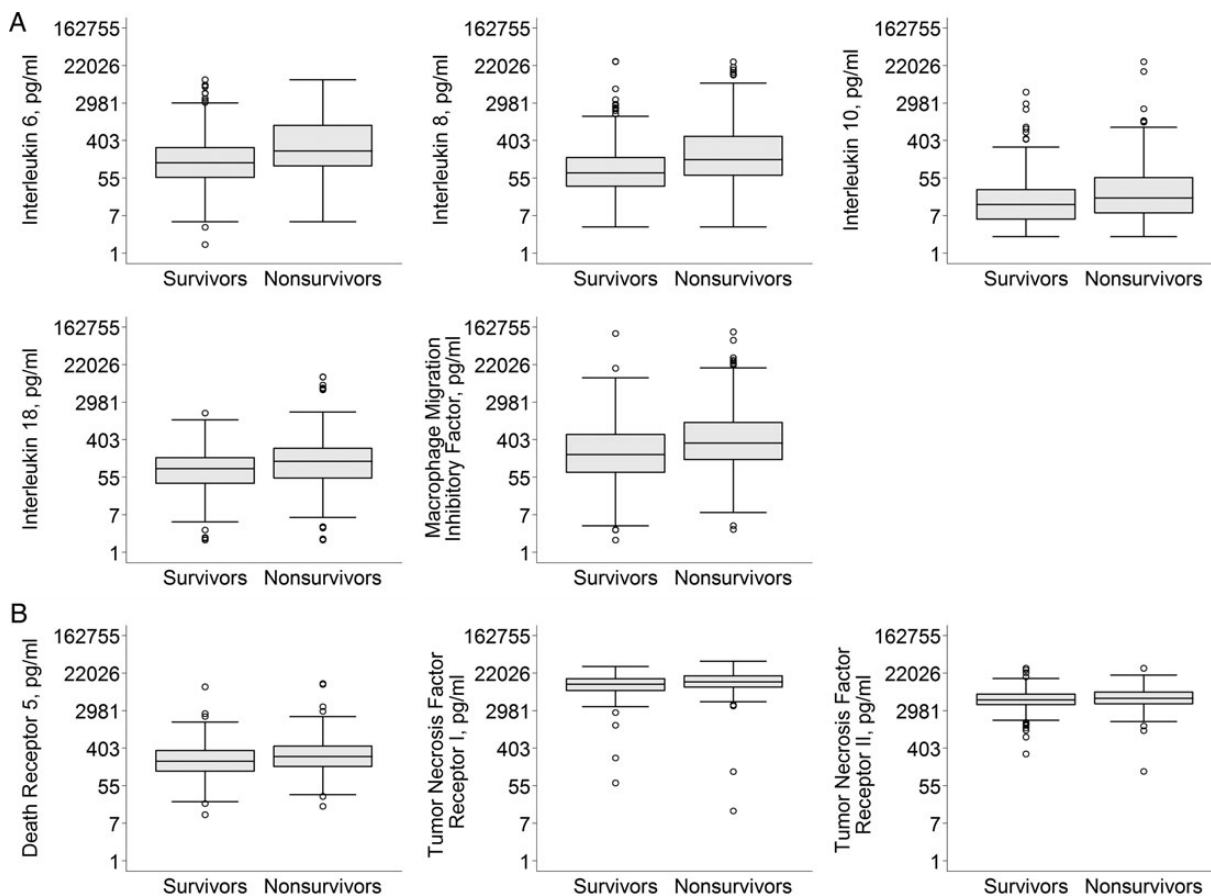 A
Interleukin 6, pg/ml
162755
22026
2981
403
55
7
1
Survivors Nonsurvivors
Interleukin 8, pg/ml
162755
22026
2981
403
55
7
1
Survivors Nonsurvivors
Interleukin 10, pg/ml
162755
22026
2981
403
55
7
1
Survivors Nonsurvivors
Interleukin 18, pg/ml
162755
22026
2981
403
55
7
1
Survivors Nonsurvivors
Macrophage Migration
Inhibitory Factor, pg/ml
162755
22026
2981
403
55
7
1
Survivors Nonsurvivors
B
Death Receptor 5, pg/ml
162755
22026
2981
403
55
7
1
Survivors Nonsurvivors
Tumor Necrosis Factor
Receptor I, pg/ml
162755
22026
2981
403
55
7
1
Survivors Nonsurvivors
Tumor Necrosis Factor
Receptor II, pg/ml
162755
22026
2981
403
55
7
1
Survivors Nonsurvivors